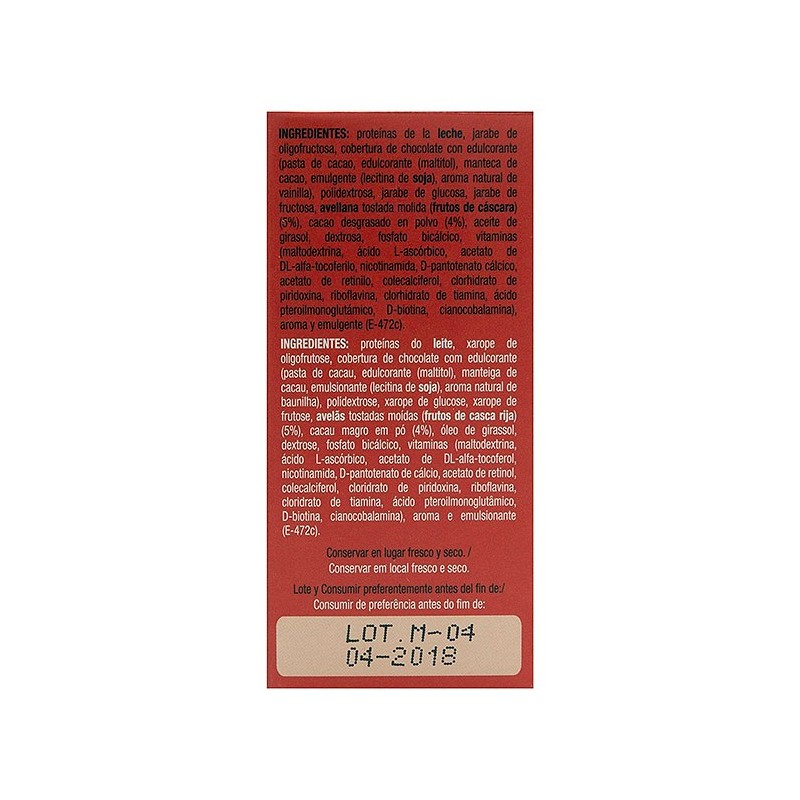 INGREDIENTES: proteínas de la leche, jarabe de
oligofructosa, cobertura de chocolate con edulcorante
(pasta de cacao, edulcorante (maltitol), manteca de
cacao, emulgente (lecitina de soja), aroma natural de
vainilla), polidextrosa, jarabe de glucosa, jarabe de
fructosa, avellana tostada molida (frutos de cáscara)
(5%), cacao desgrasado en polvo (4%), aceite de
girasol, dextrosa, fosfato bicálcico, vitaminas
(maltodextrina, ácido L-ascórbico, acetato de
DL-alfa-tocoferilo, nicotinamida, D-pantotenato cálcico,
acetato de retinilo, colecalciferol, clorhidrato de
piridoxina, riboflavina, clorhidrato de tiamina, ácido
pteroilmonoglutámico, D-biotina, cianocobalamina),
aroma y emulgente (E-472c).
INGREDIENTES: proteínas do leite, xarope de
oligofrutose, cobertura de chocolate com edulcorante
(pasta de cacau, edulcorante (maltitol), manteiga de
cacau, emulsionante (lecitina de soja), aroma natural de
baunilha), polidextrose, xarope de glucose, xarope de
frutose, avelãs tostadas moídas (frutos de casca rija)
(5%), cacau magro em pó (4%), óleo de girassol,
dextrose, fosfato bicálcico, vitaminas (maltodextrina,
ácido L-ascórbico, acetato de DL-alfa-tocoferol,
nicotinamida, D-pantotenato de cálcio, acetato de retinol,
colecalciferol, cloridrato de piridoxina, riboflavina,
cloridrato de tiamina, ácido pteroilmonoglutâmico,
D-biotina, cianocobalamina), aroma e emulsionante
(E-472c).
Conservar en lugar fresco y seco. /
Conservar em local fresco e seco.
Lote y Consumir preferentemente antes del fin de:/
Consumir de preferência antes do fim de:
LOT.M-04
04-2018